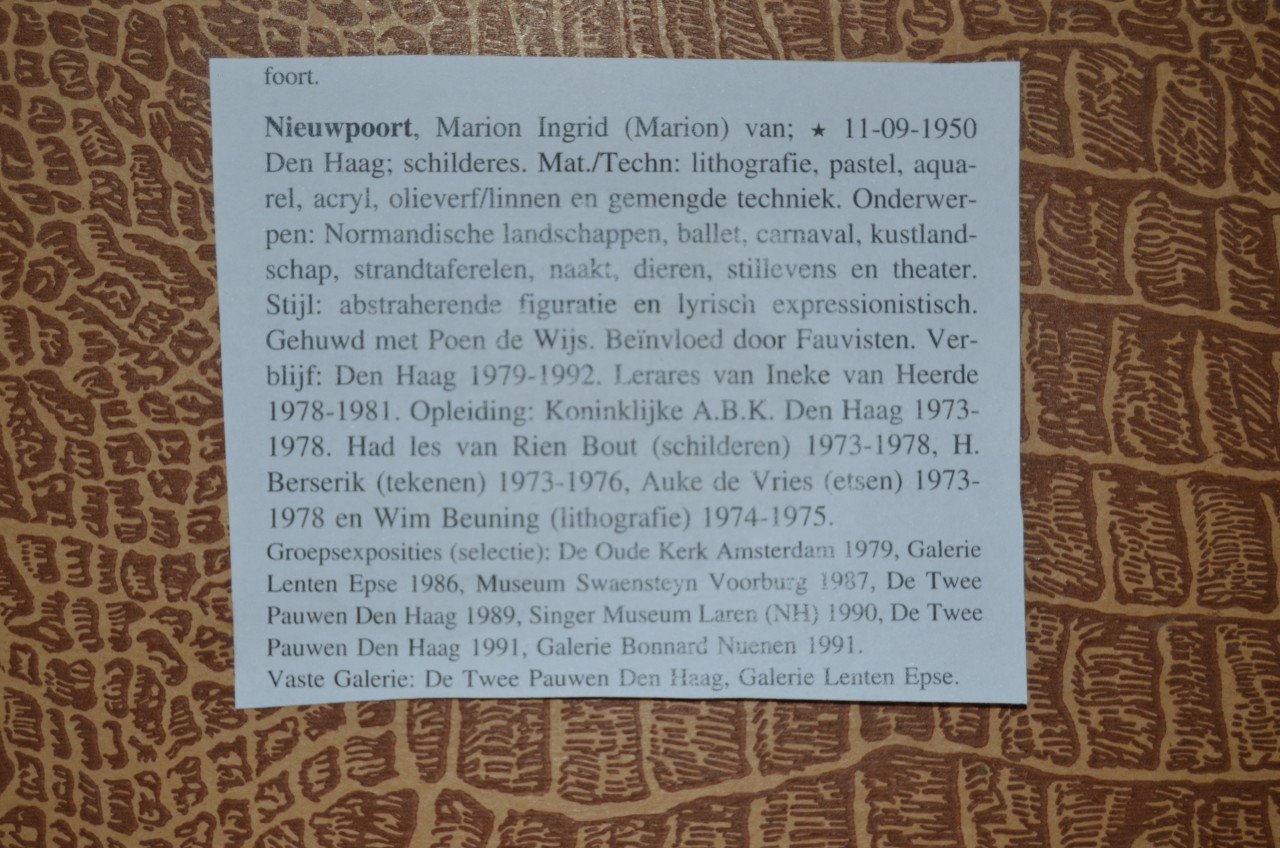 foort.
Nieuwpoort, Marion Ingrid (Marion) van; ★ 11-09-1950
Den Haag; schilderes. Mat./Techn: lithografie, pastel, aqua-
rel, acryl, olieverf/linnen en gemengde techniek. Onderwer-
pen: Normandische landschappen, ballet, carnaval, kustland-
schap, strandtaferelen, naakt, dieren, stillevens en theater.
Stijl: abstraherende figuratie en lyrisch expressionistisch.
Gehuwd met Poen de Wijs. Beïnvloed door Fauvisten. Ver-
blijf: Den Haag 1979-1992. Lerares van Ineke van Heerde
1978-1981. Opleiding: Koninklijke A.B.K. Den Haag 1973-
1978. Had les van Rien Bout (schilderen) 1973-1978, H.
Berserik (tekenen) 1973-1976, Auke de Vries (etsen) 1973-
1978 en Wim Beuning (lithografie) 1974-1975.
Groepsexposities (selectie): De Oude Kerk Amsterdam 1979, Galerie
Lenten Epse 1986, Museum Swaensteyn Voorburg 1987, De Twee
Pauwen Den Haag 1989, Singer Museum Laren (NH) 1990, De Twee
Pauwen Den Haag 1991, Galerie Bonnard Nuenen 1991.
Vaste Galerie: De Twee Pauwen Den Haag, Galerie Lenten Epse.